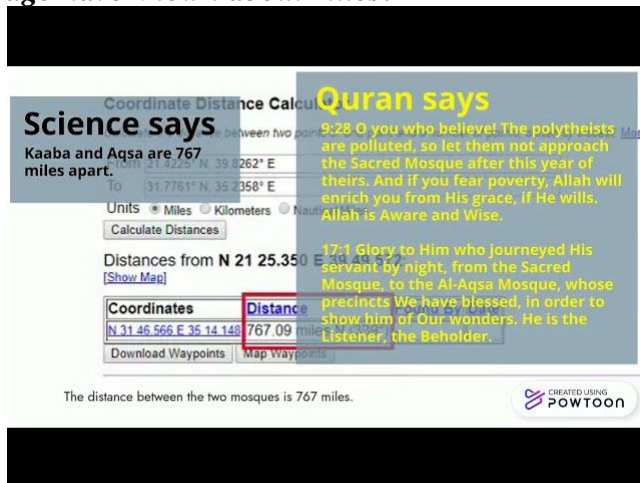 Science says
Kaaba and Aqsa are 767
miles apart.
Quran says
9:28 O you who believe! The polytheists
are polluted, so let them not approach
the Sacred Mosque after this year of
theirs. And if you fear poverty, Allah will
enrich you from His grace, if He wills.
Allah is Aware and Wise.
17:1 Glory to Him who journeyed His
servant by night, from the Sacred
Mosque, to the Al-Aqsa Mosque, whose
precincts We have blessed, in order to
show him of Our wonders. He is the
Listener, the Beholder.
Coordinate Distance Calculator
between two
From 21.4225° N, 39.8262° E
To 31.7761° N, 35.2358° E
Units Miles Kilometers
Calculate Distances
Distances from N 21 25.350 E 39 49.572
[Show Map]
Coordinates Distance Found By Date
N 31 46.566 E 35 14.148 767.09 miles N
Download Waypoints Map Waypoints
The distance between the two mosques is 767 miles.
CREATED USING
POWTOON